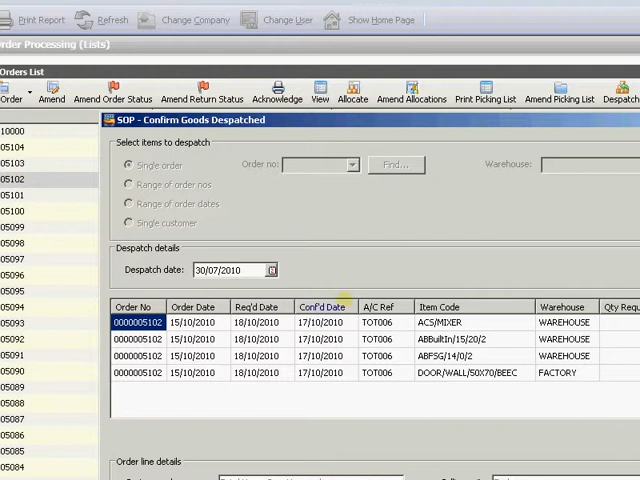 Print Report Refresh Change Company Change User Show Home Page
Order Processing (Lists)
Orders List
Order Amend Amend Order Status Amend Return Status Acknowledge View Allocate Amend Allocations Print Picking List Amend Picking List Despatch
10000
05104
05103
05102
05101
05100
05099
05098
05097
05096
05095
05094
05093
05092
05091
05090
05089
05088
05087
05086
05085
05084
SOP - Confirm Goods Despatched
Select items to despatch
Single order Order no: Find... Warehouse:
Range of order nos
Range of order dates
Single customer
Despatch details
Despatch date: 30/07/2010
Order No Order Date Req'd Date Conf'd Date A/C Ref Item Code Warehouse Qty Requ
0000005102 15/10/2010 18/10/2010 17/10/2010 TOT006 ACS/MIXER WAREHOUSE
0000005102 15/10/2010 18/10/2010 17/10/2010 TOT006 ABBuiltIn/15/20/2 WAREHOUSE
0000005102 15/10/2010 18/10/2010 17/10/2010 TOT006 ABFSG/14/0/2 WAREHOUSE
0000005102 15/10/2010 18/10/2010 17/10/2010 TOT006 DOOR/WALL/50X70/BEEC FACTORY
Order line details